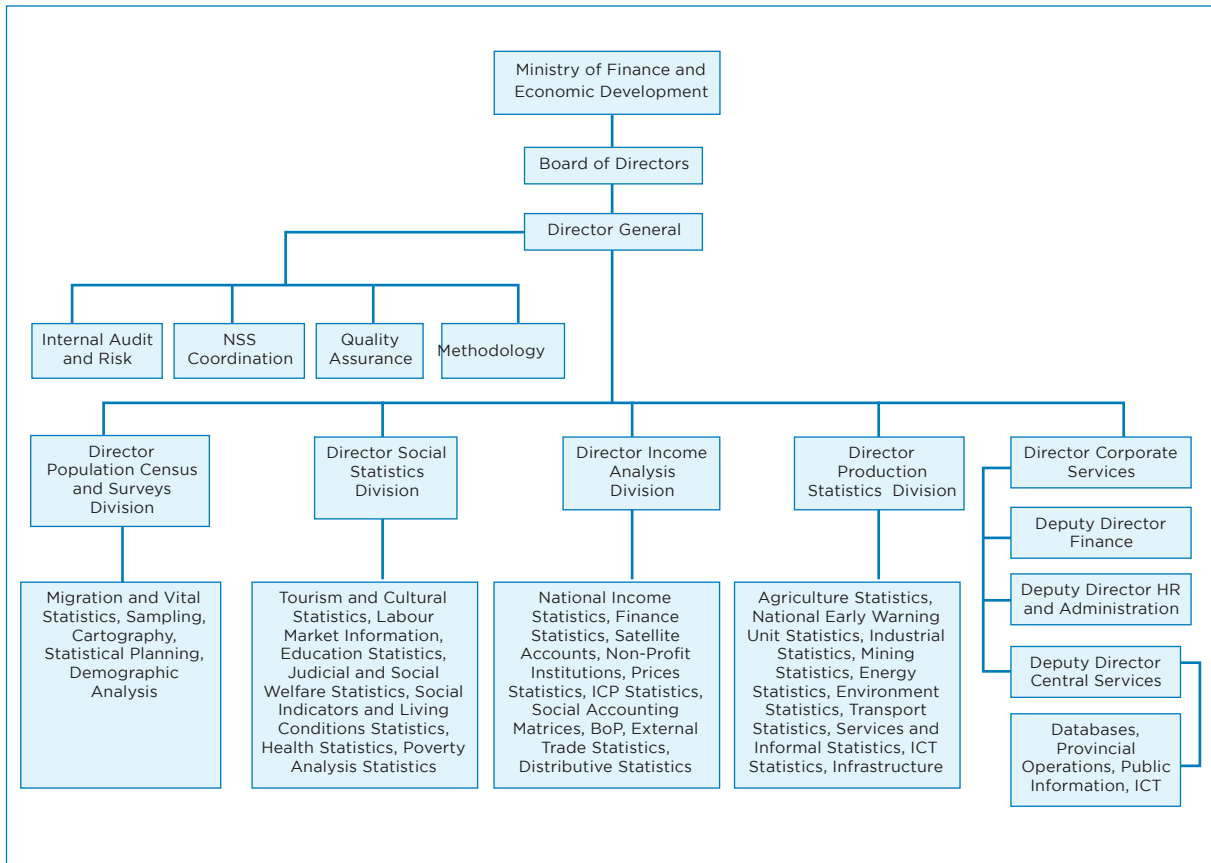 Ministry of Finance and
Economic Development
Board of Directors
Director General
Internal Audit
and Risk
NSS
Coordination
Quality
Assurance
Methodology
Director
Population Census
and Surveys
Division
Director Social
Statistics
Division
Director Income
Analysis
Division
Director
Production
Statistics Division
Director Corporate
Services
Deputy Director
Finance
Deputy Director HR
and Administration
Deputy Director
Central Services
Databases,
Provincial
Operations, Public
Information, ICT
Migration and Vital
Statistics, Sampling,
Cartography,
Statistical Planning,
Demographic
Analysis
Tourism and Cultural
Statistics, Labour
Market Information,
Education Statistics,
Judicial and Social
Welfare Statistics, Social
Indicators and Living
Conditions Statistics,
Health Statistics, Poverty
Analysis Statistics
National Income
Statistics, Finance
Statistics, Satellite
Accounts, Non-Profit
Institutions, Prices
Statistics, ICP Statistics,
Social Accounting
Matrices, BoP, External
Trade Statistics,
Distributive Statistics
Agriculture Statistics,
National Early Warning
Unit Statistics, Industrial
Statistics, Mining
Statistics, Energy
Statistics, Environment
Statistics, Transport
Statistics, Services and
Informal Statistics, ICT
Statistics, Infrastructure